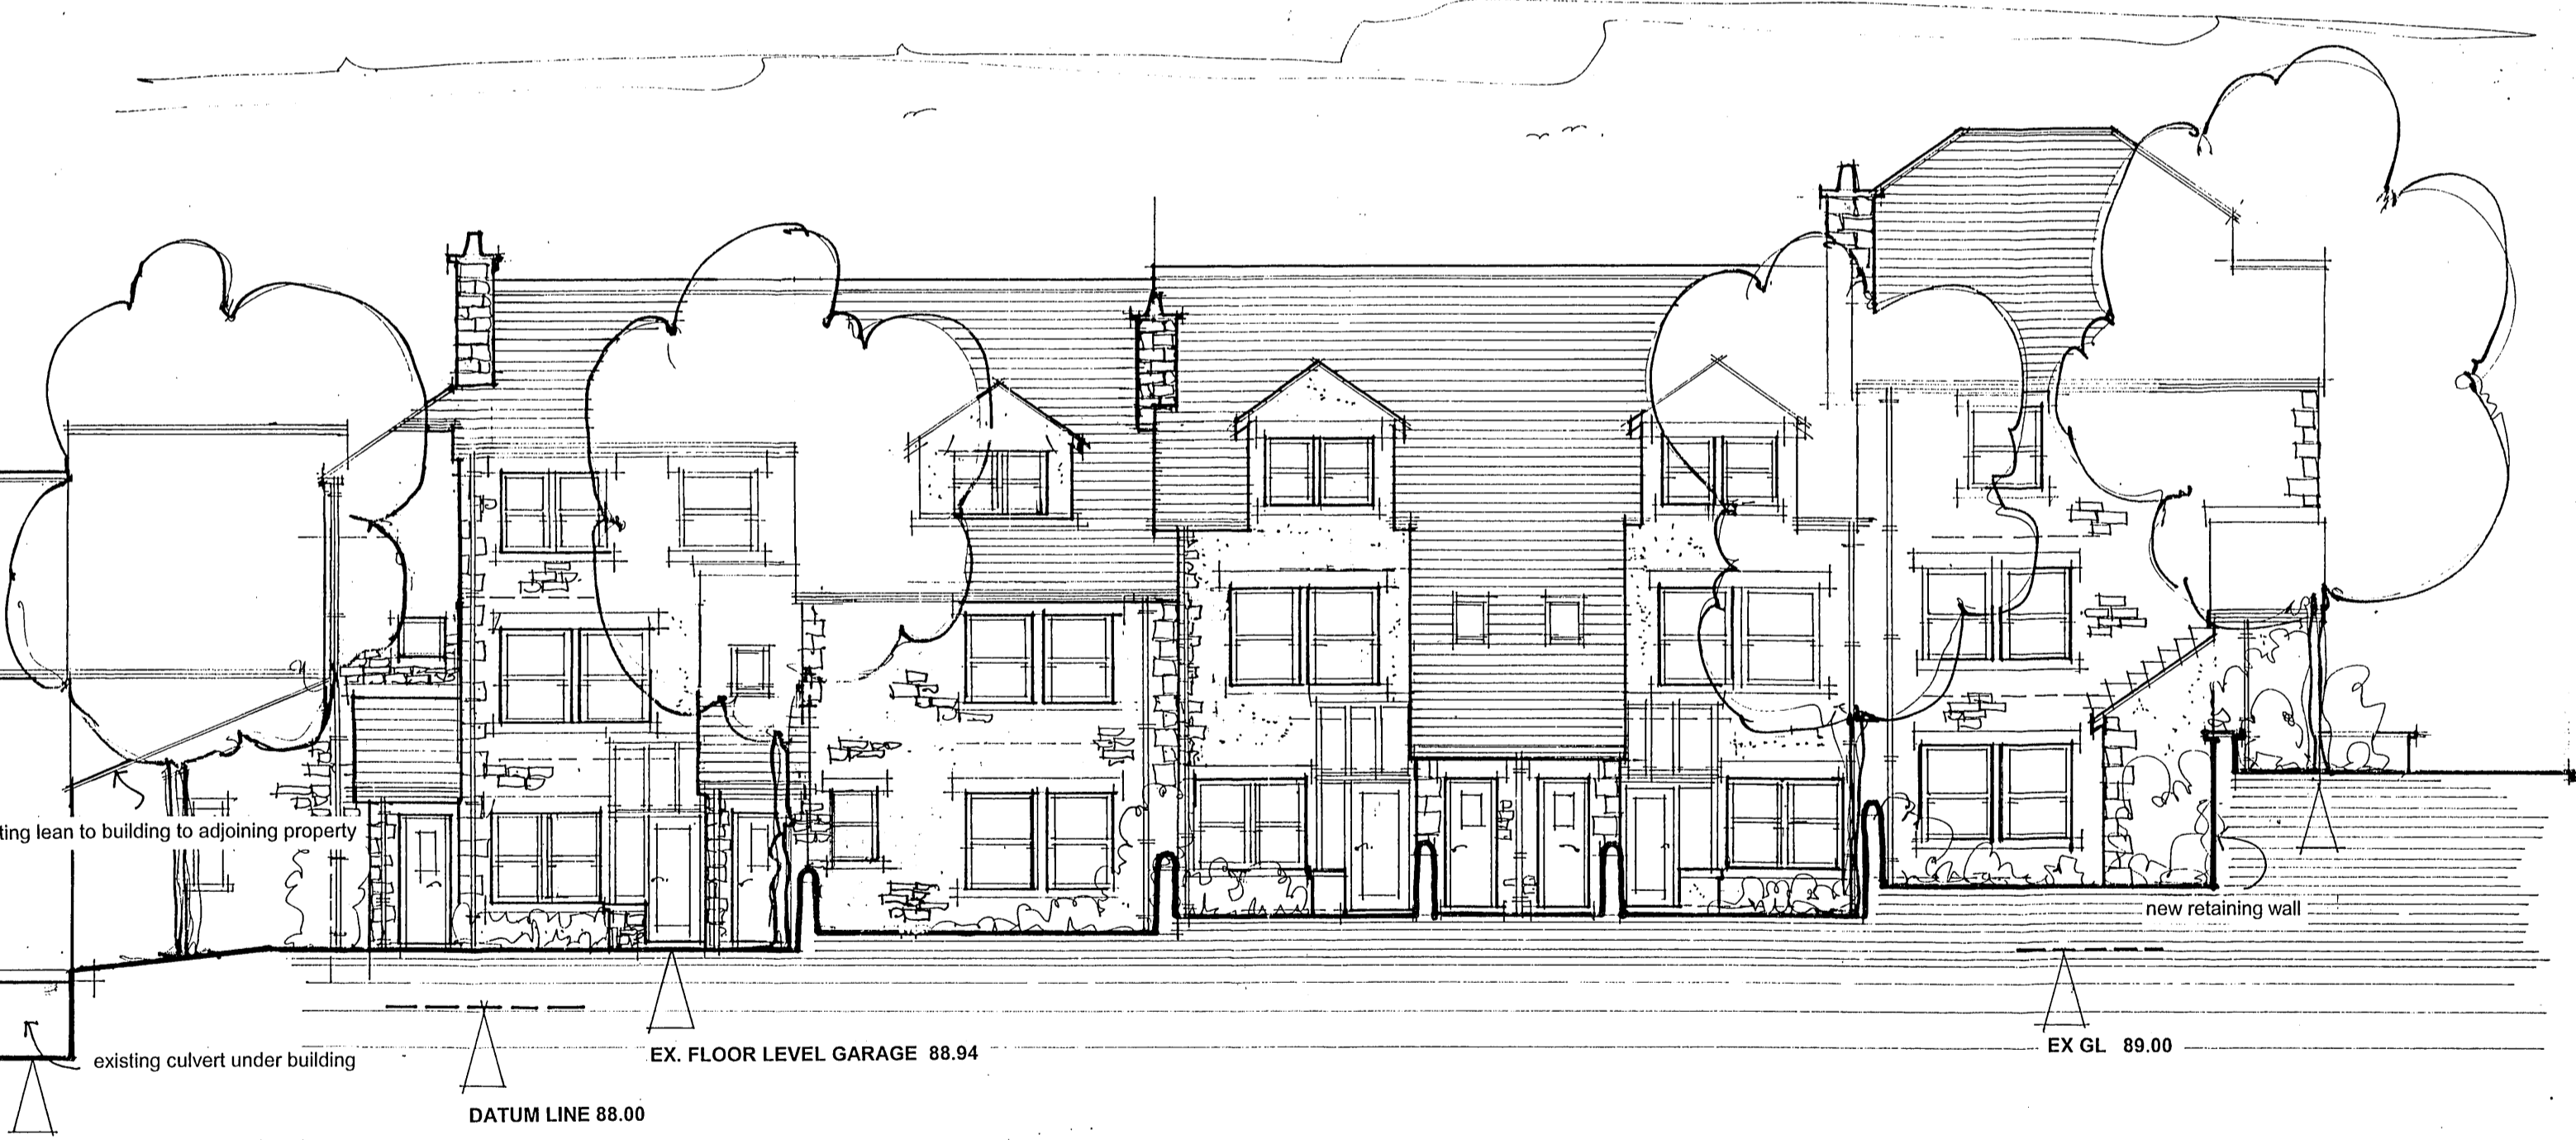 ting lean to building to adjoining property
new retaining wall
existing culvert under building
EX. FLOOR LEVEL GARAGE 88.94
EX GL 89.00
DATUM LINE 88.00